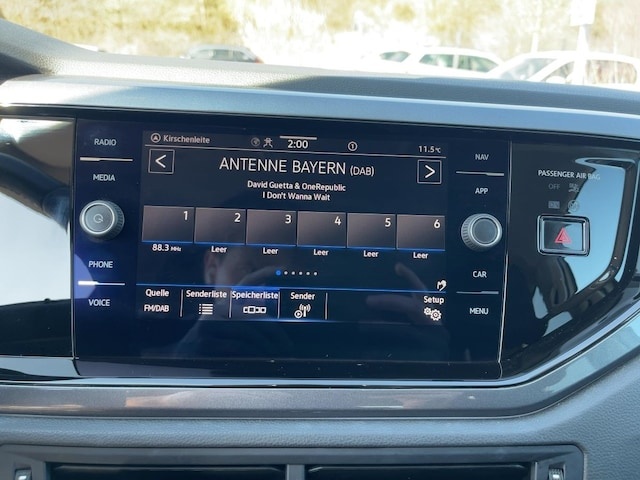 RADIO
MEDIA
PHONE
VOICE
Kirschenleite 2:00 1 11.5 °C
ANTENNE BAYERN (DAB)
David Guetta & OneRepublic
I Don't Wanna Wait
1 2 3 4 5 6
88.3 MHz Leer Leer Leer Leer Leer
Quelle Senderliste Speicherliste Sender Setup
FM/DAB
NAV
APP
CAR
MENU
PASSENGER AIR BAG
OFF